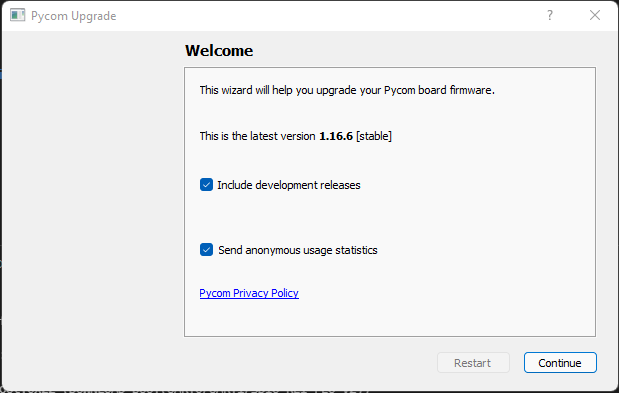 Pycom Upgrade
?
Welcome
This wizard will help you upgrade your Pycom board firmware.
This is the latest version 1.16.6 [stable]
Include development releases
Send anonymous usage statistics
Pycom Privacy Policy
Restart
Continue